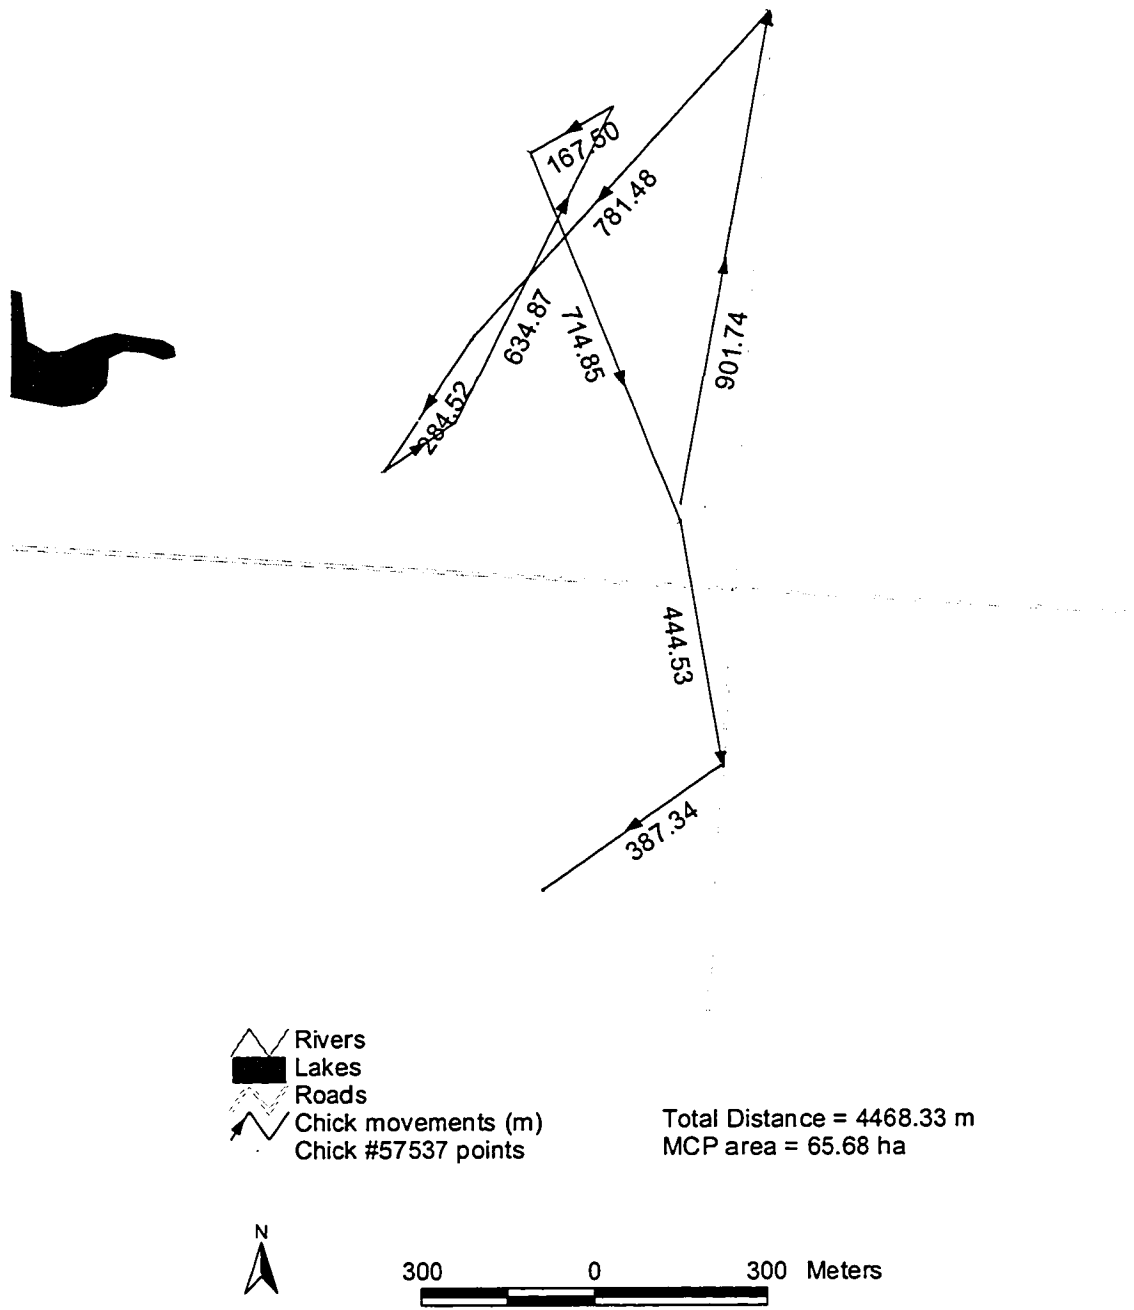 167.50
781.48
634.87
714.85
901.74
284.52
444.53
387.34
Rivers
Lakes
Roads
Chick movements (m)
Chick #57537 points
Total Distance = 4468.33 m
MCP area = 65.68 ha
N
300 0 300 Meters